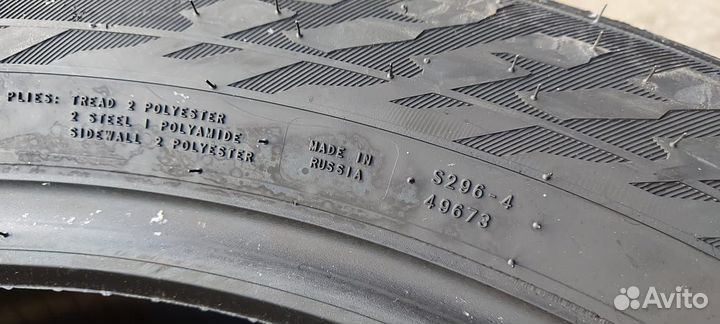 PLIES: TREAD 2 POLYESTER
2 STEEL 1 POLYAMIDE
SIDEWALL 2 POLYESTER
MADE IN
RUSSIA
S296-4
49673
Avito